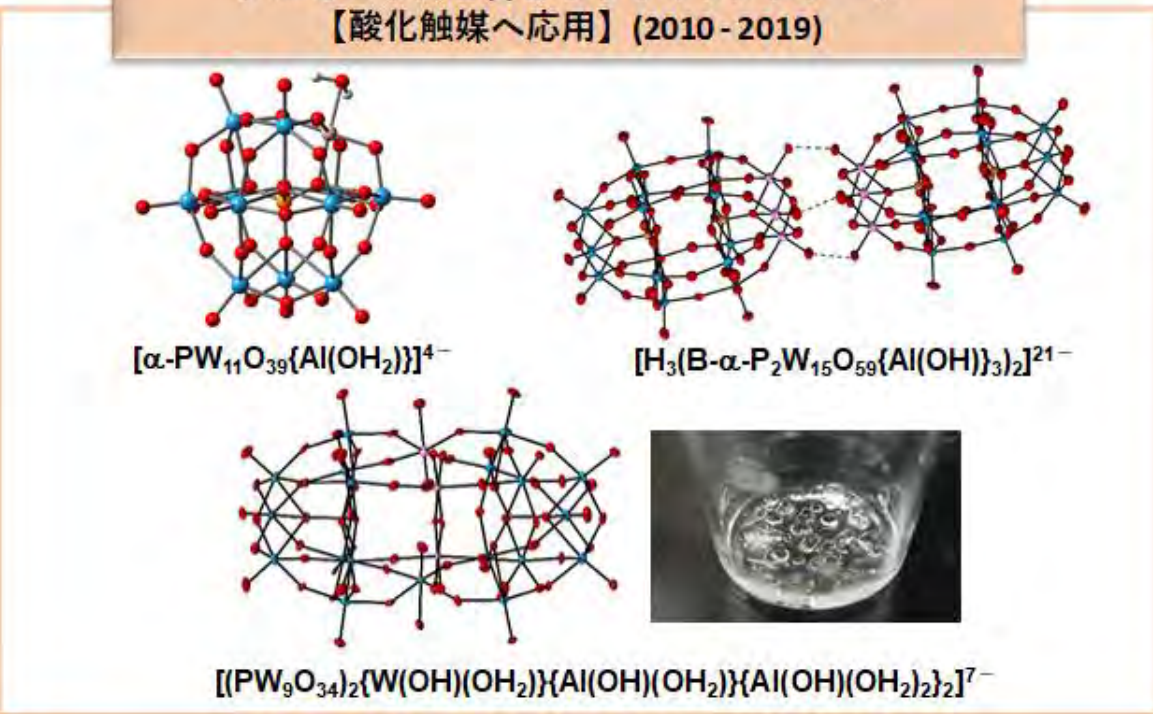 【酸化触媒へ応用】(2010 - 2019)
[α-PW₁₁O₃₉{Al(OH₂)}]⁴⁻
[H₃(B-α-P₂W₁₅O₅₉{Al(OH)}₃)₂]²¹⁻
[(PW₉O₃₄)₂{W(OH)(OH₂)}{Al(OH)(OH₂)}{Al(OH)(OH₂)₂}₂]⁷⁻